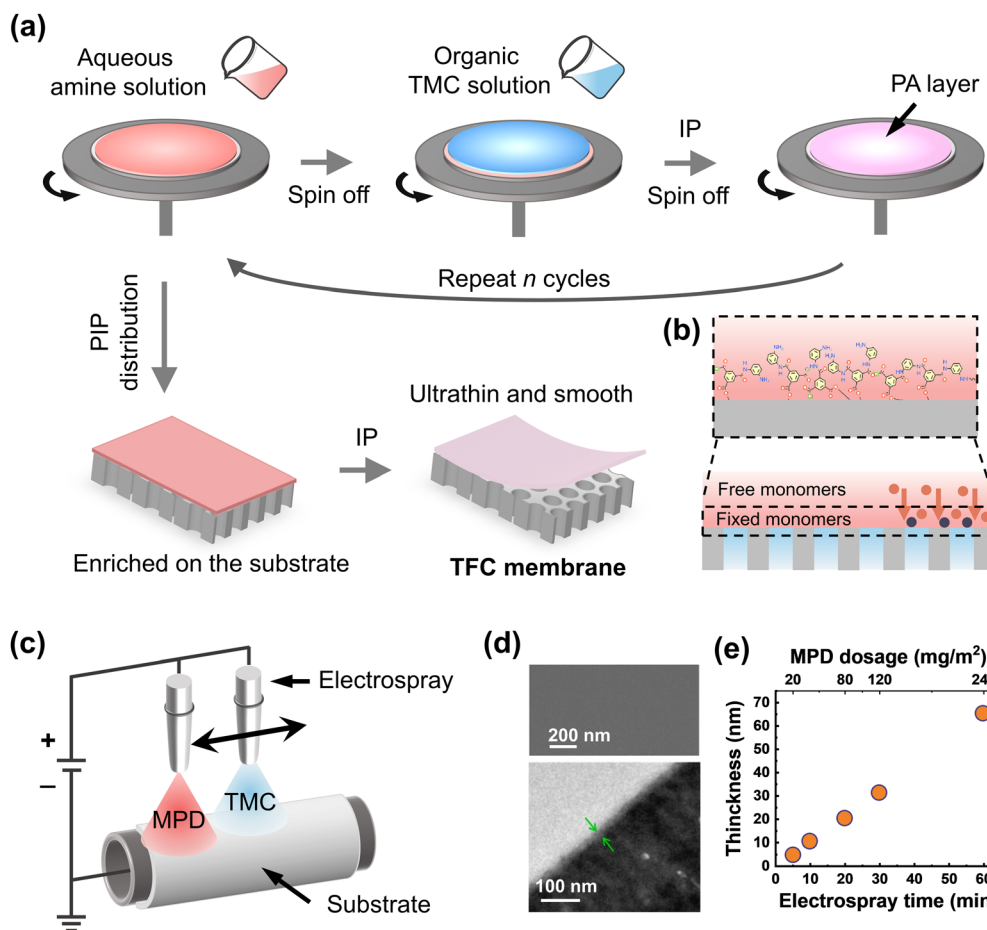 (a)
Aqueous
amine solution
Organic
TMC solution
PA layer
IP
Spin off
Spin off
Repeat n cycles
PIP
distribution
(b)
Ultrathin and smooth
IP
Free monomers
Fixed monomers
Enriched on the substrate
TFC membrane
(c)
Electrospray
+
−
MPD
TMC
Substrate
(d)
200 nm
100 nm
(e)
MPD dosage (mg/m²)
20 80 120 24
Thinckness (nm)
70
60
50
40
30
20
10
0
0 10 20 30 40 50 60
Electrospray time (min